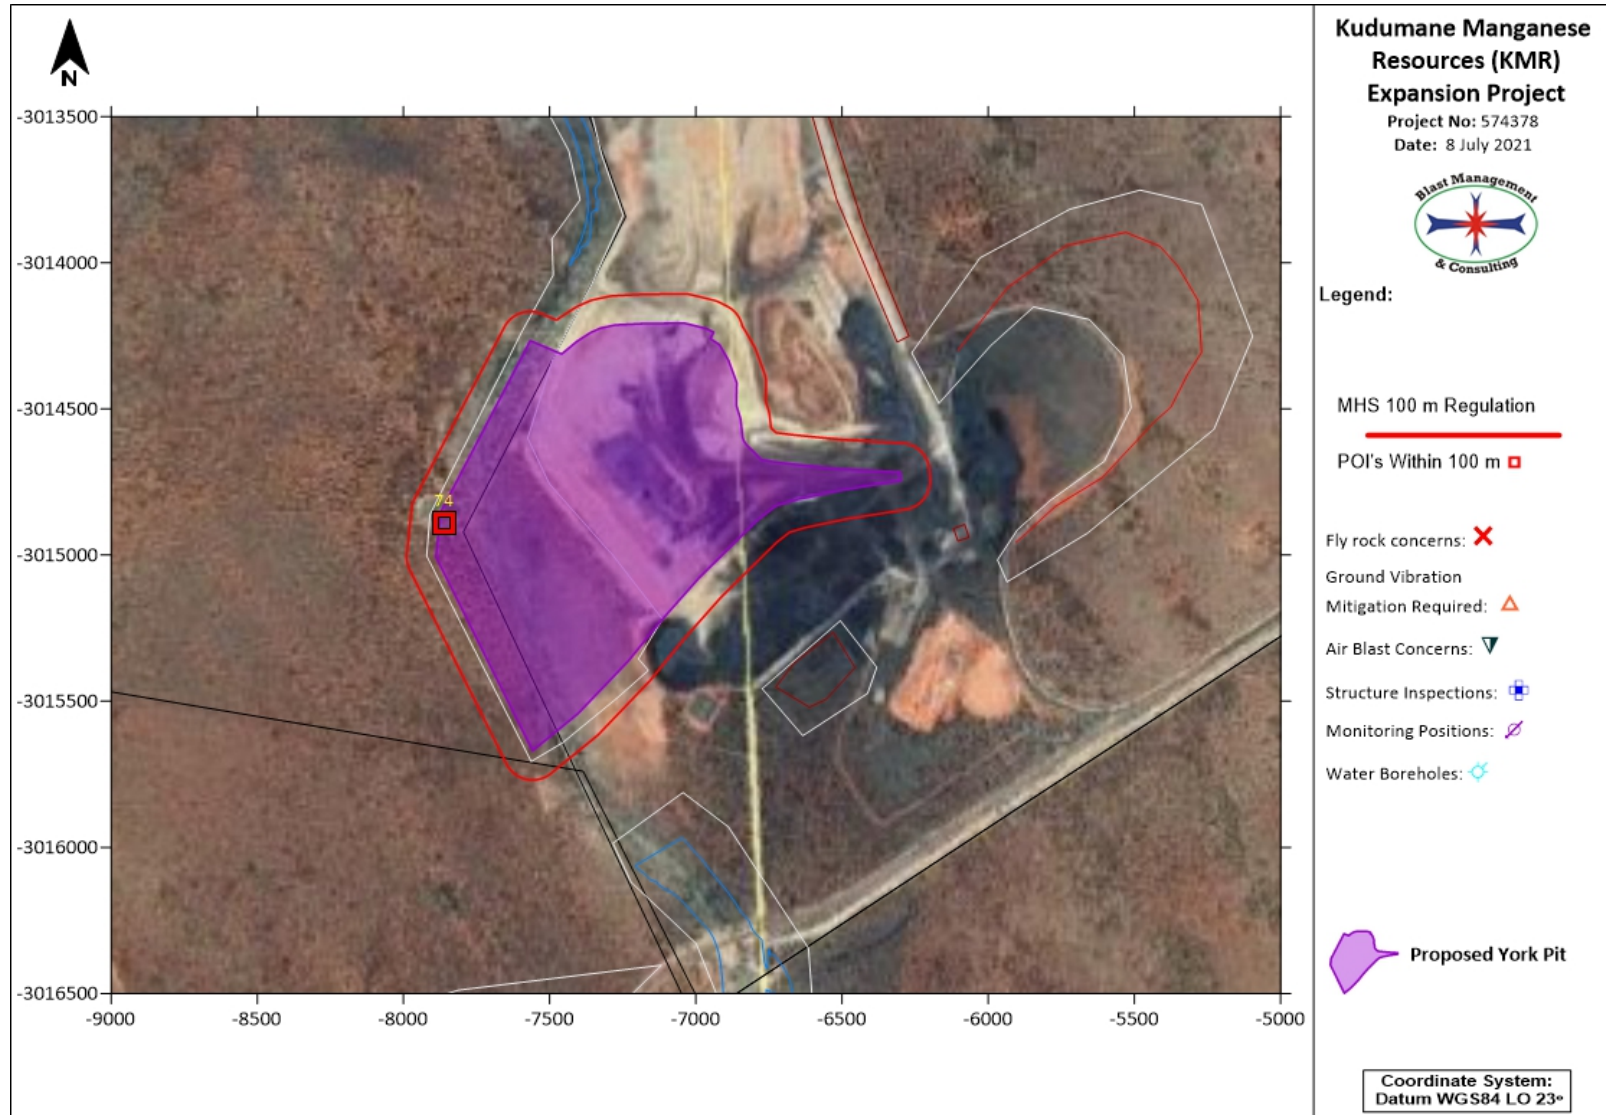 N
-3013500
-3014000
-3014500
-3015000
-3015500
-3016000
-3016500
-9000 -8500 -8000 -7500 -7000 -6500 -6000 -5500 -5000
74
Kudumane Manganese
Resources (KMR)
Expansion Project
Project No: 574378
Date: 8 July 2021
Blast Management
& Consulting
Legend:
MHS 100 m Regulation
POI's Within 100 m
Fly rock concerns:
Ground Vibration
Mitigation Required:
Air Blast Concerns:
Structure Inspections:
Monitoring Positions:
Water Boreholes:
Proposed York Pit
Coordinate System:
Datum WGS84 LO 23°